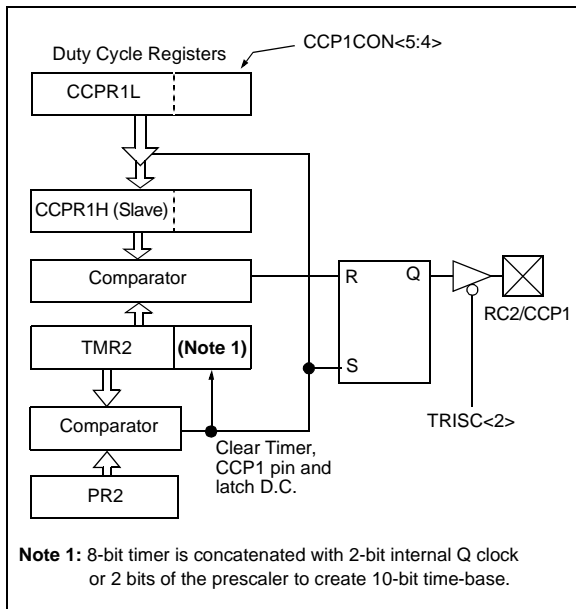 Duty Cycle Registers
CCP1CON<5:4>
CCPR1L
CCPR1H (Slave)
Comparator
R
Q
RC2/CCP1
TMR2
(Note 1)
S
TRISC<2>
Comparator
Clear Timer,
CCP1 pin and
latch D.C.
PR2
Note 1: 8-bit timer is concatenated with 2-bit internal Q clock
or 2 bits of the prescaler to create 10-bit time-base.